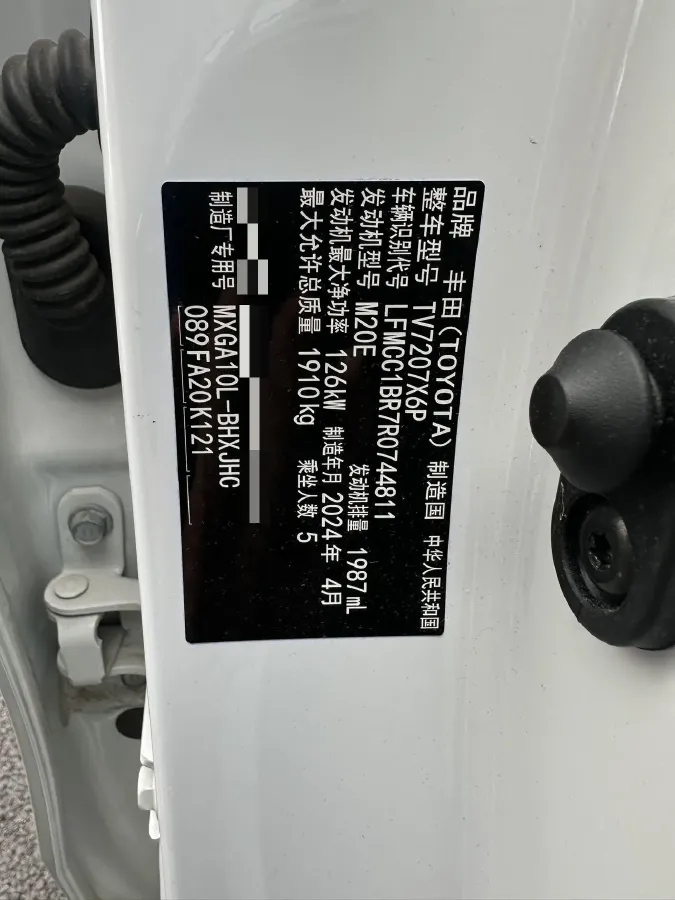 品牌 丰田(TOYOTA) 制造国 中华人民共和国
整车型号 TV7207X6P
车辆识别代号 LFMCC1BR7R0744811
发动机型号 M20E 发动机排量 1987mL
发动机最大净功率 126kW 制造年月 2024年 4月
最大允许总质量 1910kg 乘坐人数 5
制造厂专用号 MXGA10L-BHXJHC
089FA20K121